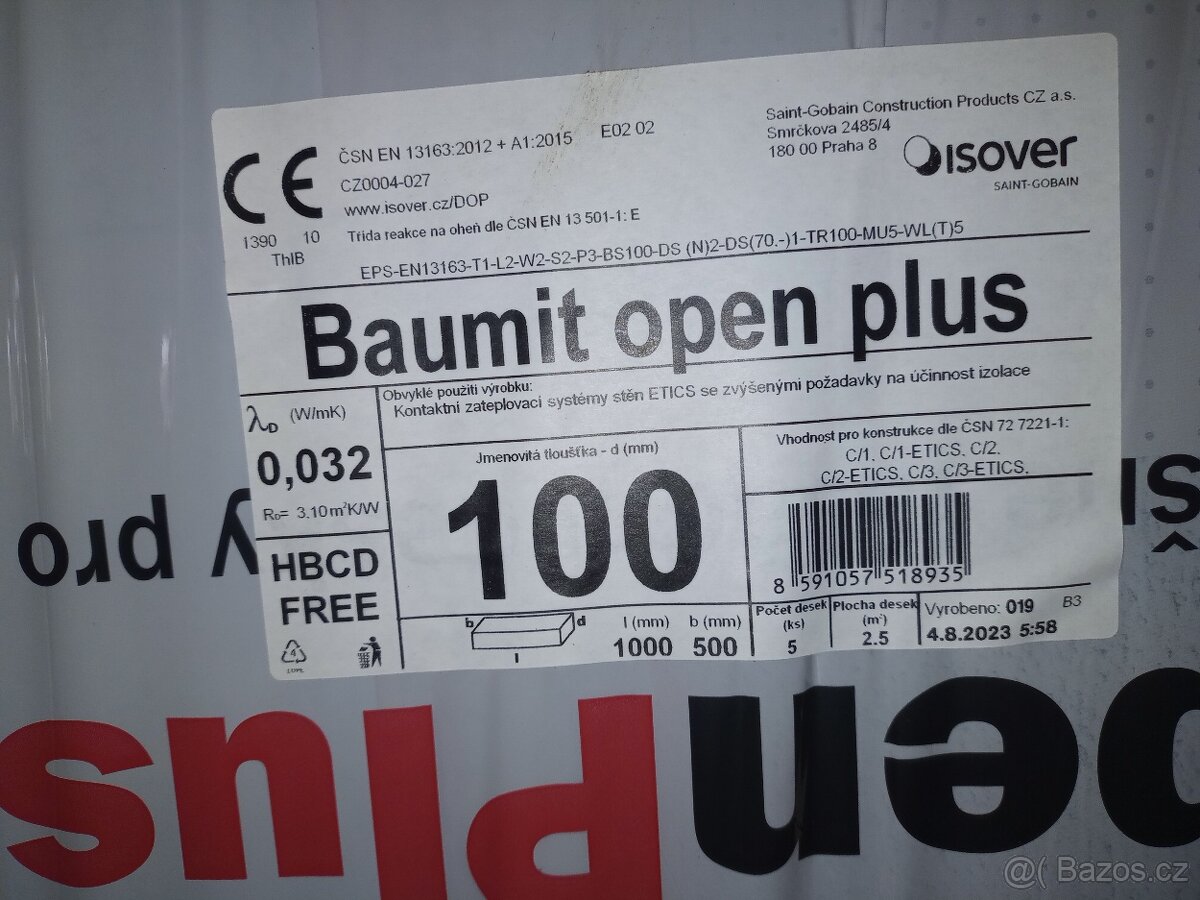 ČSN EN 13163:2012 + A1:2015 E02 02
CZ0004-027
www.isover.cz/DOP
Třída reakce na oheň dle ČSN EN 13 501-1: E
CE
1390 10
ThIB
Saint-Gobain Construction Products CZ a.s.
Smrčkova 2485/4
180 00 Praha 8
isover
SAINT-GOBAIN
EPS-EN13163-T1-L2-W2-S2-P3-BS100-DS (N)2-DS(70.-)1-TR100-MU5-WL(T)5
Baumit open plus
λD (W/mK)
0,032
RD= 3.10 m²K/W
HBCD
FREE
4
Obvyklé použití výrobku:
Kontaktní zateplovací systémy stěn ETICS se zvýšenými požadavky na účinnost izolace
Jmenovitá tloušťka - d (mm)
100
b d
l
l (mm) b (mm)
1000 500
Vhodnost pro konstrukce dle ČSN 72 7221-1:
C/1, C/1-ETICS, C/2,
C/2-ETICS, C/3, C/3-ETICS,
8 591057 518935
Počet desek
(ks)
5
Plocha desek
(m²)
2.5
Vyrobeno: 019 B3
4.8.2023 5:58
pro
en Plus
@( Bazos.cz